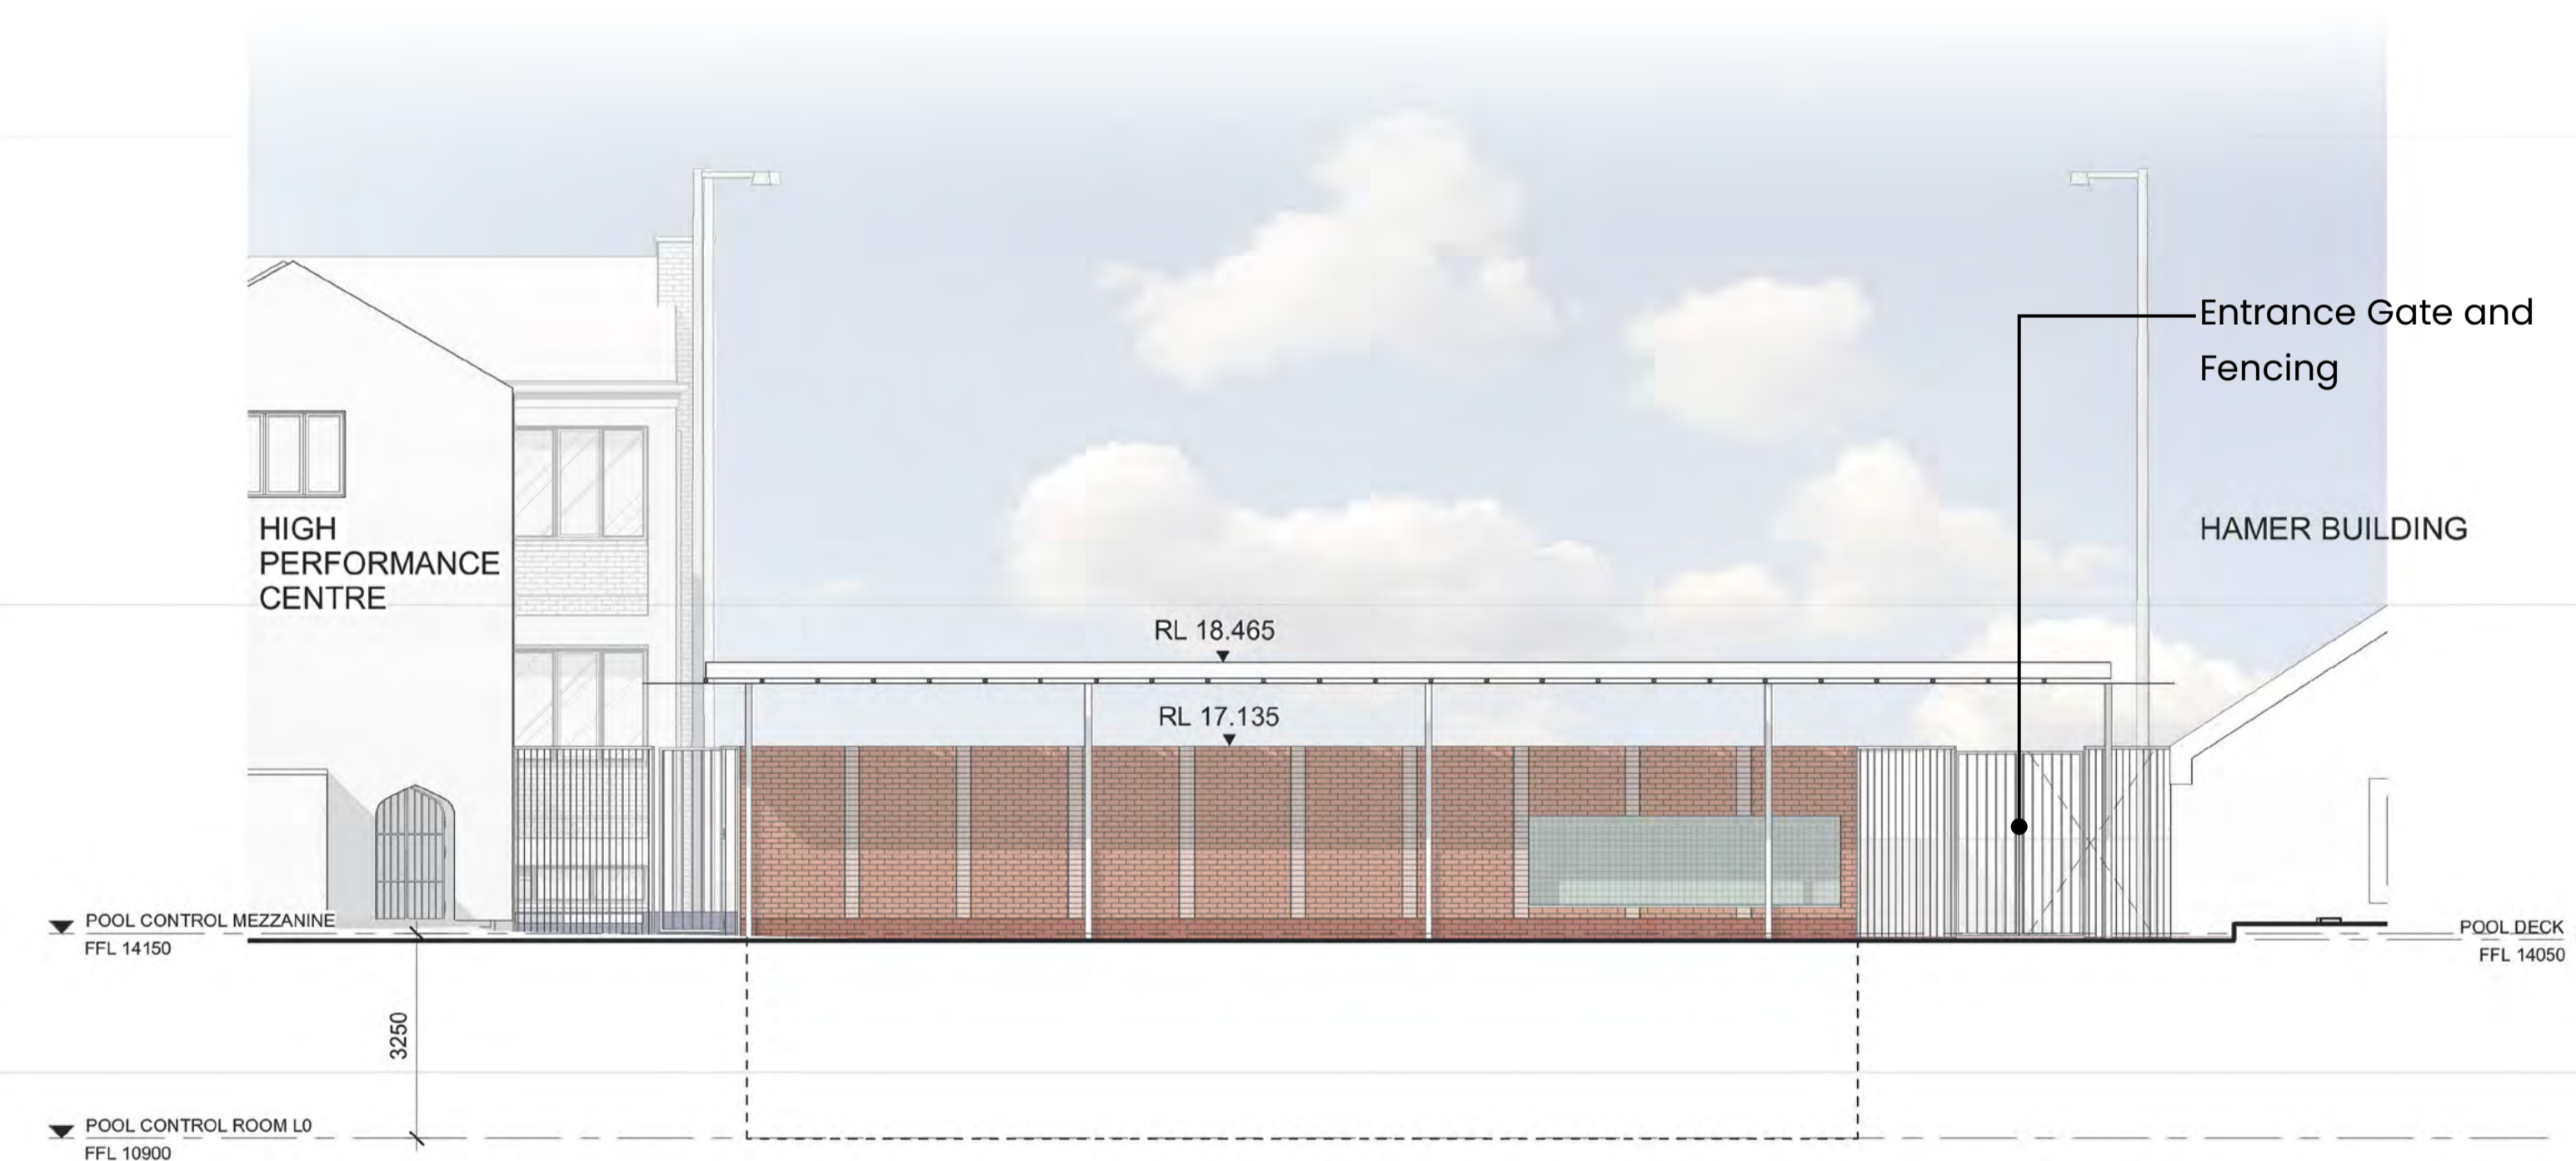 Entrance Gate and
Fencing
HIGH
PERFORMANCE
CENTRE
HAMER BUILDING
RL 18.465
RL 17.135
POOL CONTROL MEZZANINE
FFL 14150
POOL DECK
FFL 14050
3250
POOL CONTROL ROOM L0
FFL 10900